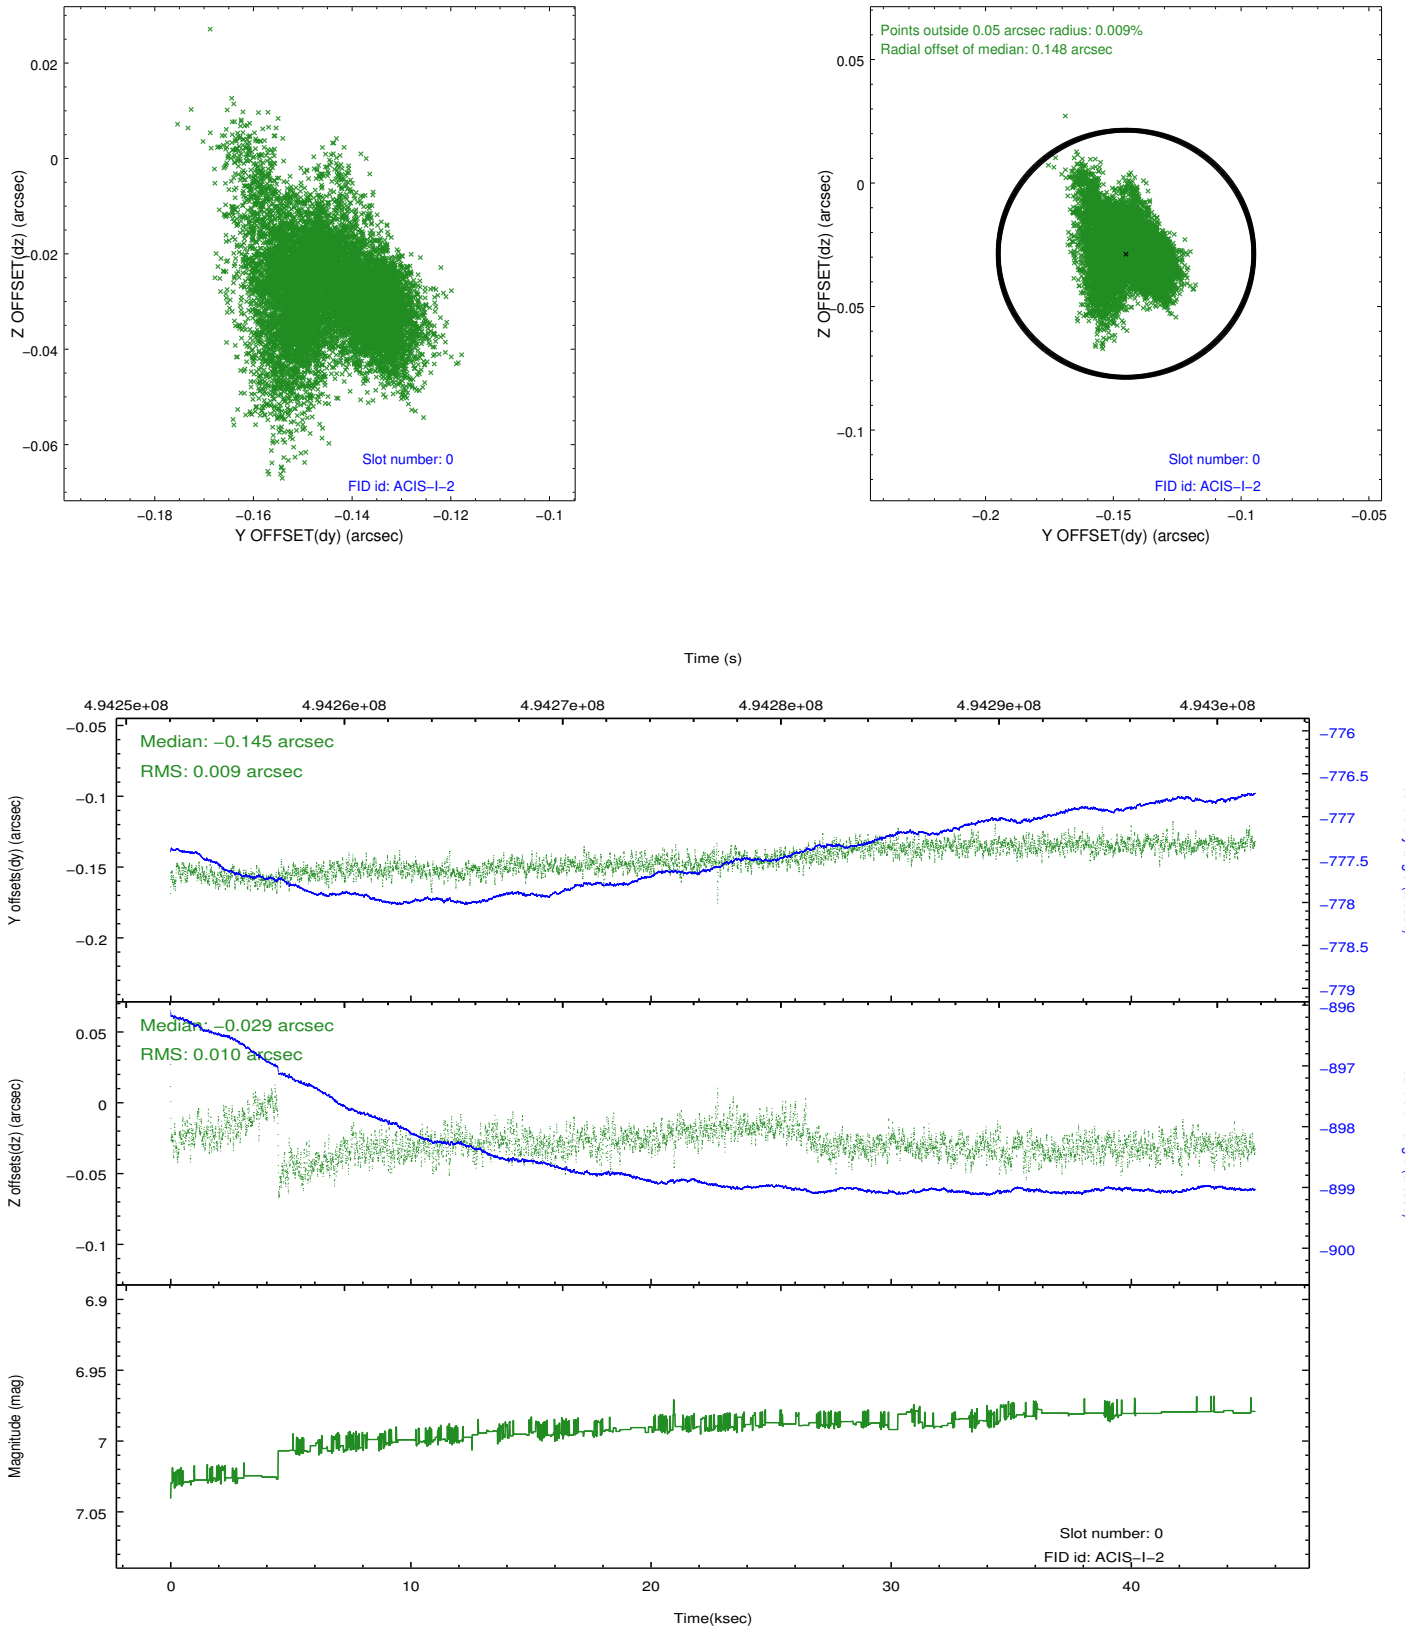 0.02
0
−0.02
−0.04
−0.06
Z OFFSET(dz) (arcsec)
Slot number: 0
FID id: ACIS−I−2
−0.18
−0.16
−0.14
−0.12
−0.1
Y OFFSET(dy) (arcsec)
Points outside 0.05 arcsec radius: 0.009%
Radial offset of median: 0.148 arcsec
0.05
0
−0.05
−0.1
Z OFFSET(dz) (arcsec)
Slot number: 0
FID id: ACIS−I−2
−0.2
−0.15
−0.1
−0.05
Y OFFSET(dy) (arcsec)
Time (s)
4.9425e+08
4.9426e+08
4.9427e+08
4.9428e+08
4.9429e+08
4.943e+08
Median: −0.145 arcsec
RMS: 0.009 arcsec
−0.05
−0.1
−0.15
−0.2
Y offsets(dy) (arcsec)
−776
−776.5
−777
−777.5
−778
−778.5
−779
Median: −0.029 arcsec
RMS: 0.010 arcsec
0.05
0
−0.05
−0.1
Z offsets(dz) (arcsec)
−896
−897
−898
−899
−900
6.9
6.95
7
7.05
Magnitude (mag)
Slot number: 0
FID id: ACIS−I−2
0
10
20
30
40
Time(ksec)